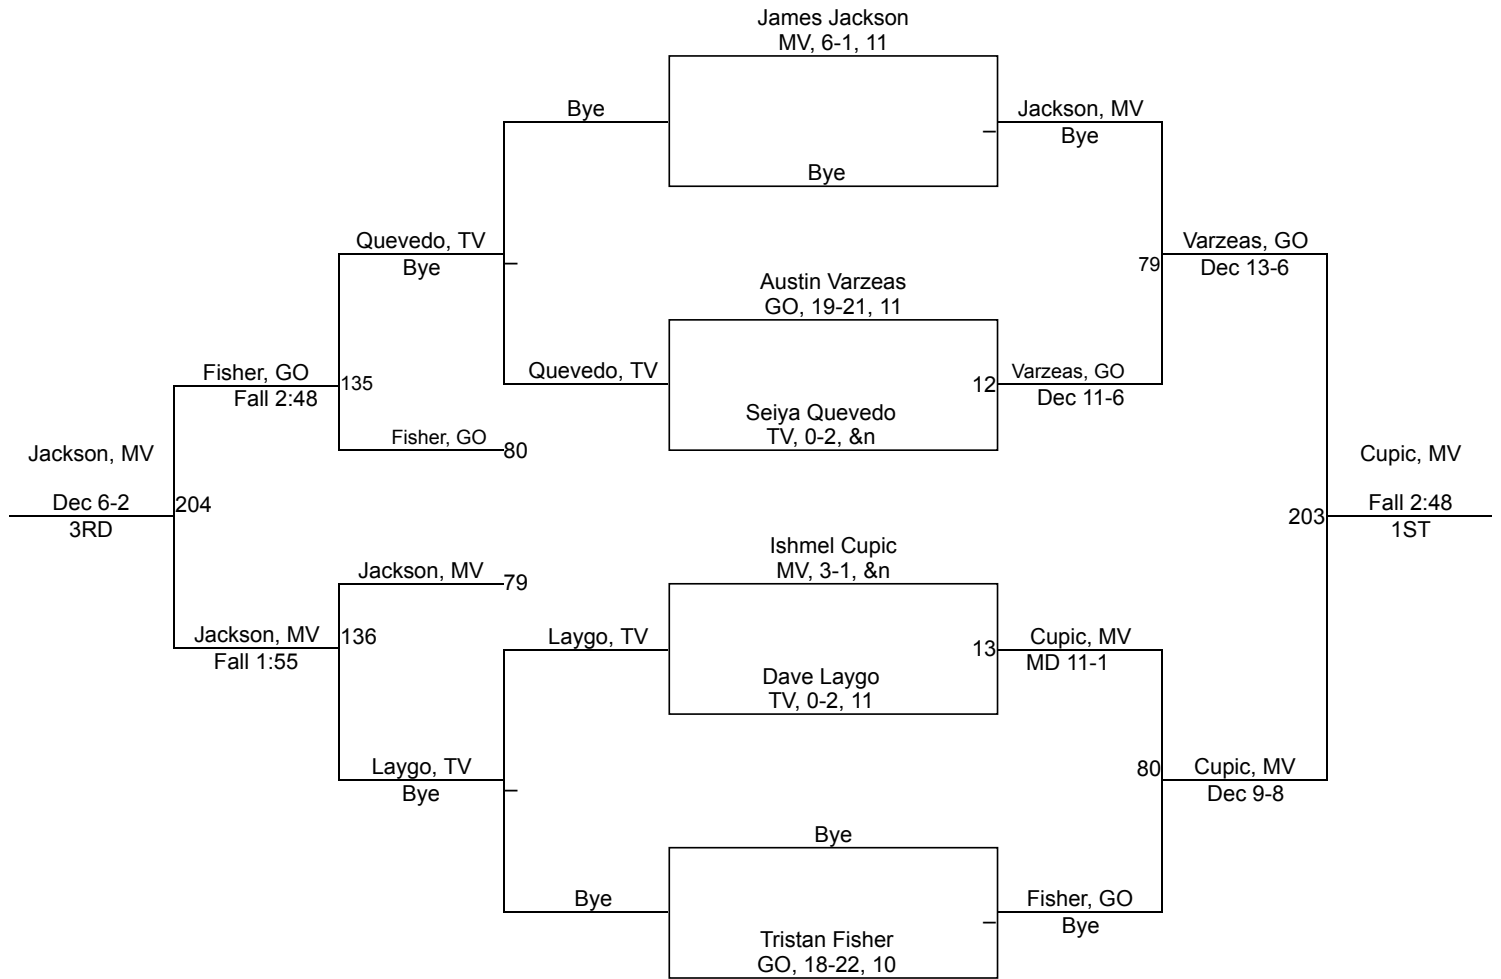 James Jackson
MV, 6-1, 11
Bye
Jackson, MV
Bye
Bye
Quevedo, TV
Bye
Varzeas, GO
Dec 13-6
79
Austin Varzeas
GO, 19-21, 11
Quevedo, TV
12
Varzeas, GO
Dec 11-6
Fisher, GO
Fall 2:48
135
Seiya Quevedo
TV, 0-2, &n
Fisher, GO
80
Jackson, MV
Dec 6-2
3RD
204
Cupic, MV
Fall 2:48
1ST
203
Ishmel Cupic
MV, 3-1, &n
Jackson, MV
79
Jackson, MV
Fall 1:55
136
Laygo, TV
13
Cupic, MV
MD 11-1
Dave Laygo
TV, 0-2, 11
Laygo, TV
Bye
80
Cupic, MV
Dec 9-8
Bye
Bye
Fisher, GO
Bye
Tristan Fisher
GO, 18-22, 10